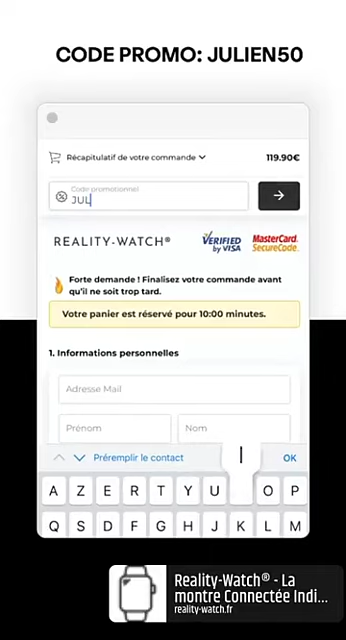 CODE PROMO: JULIEN50
Récapitulatif de votre commande
119.90€
Code promotionnel
JUL
REALITY-WATCH®
VERIFIED
by VISA
MasterCard.
SecureCode.
Forte demande ! Finalisez votre commande avant
qu'il ne soit trop tard.
Votre panier est réservé pour 10:00 minutes.
1. Informations personnelles
Adresse Mail
Prénom
Nom
Préremplir le contact
OK
I
A Z E R T Y U O P
Q S D F G H J K L M
Reality-Watch® - La
montre Connectée Indi...
reality-watch.fr